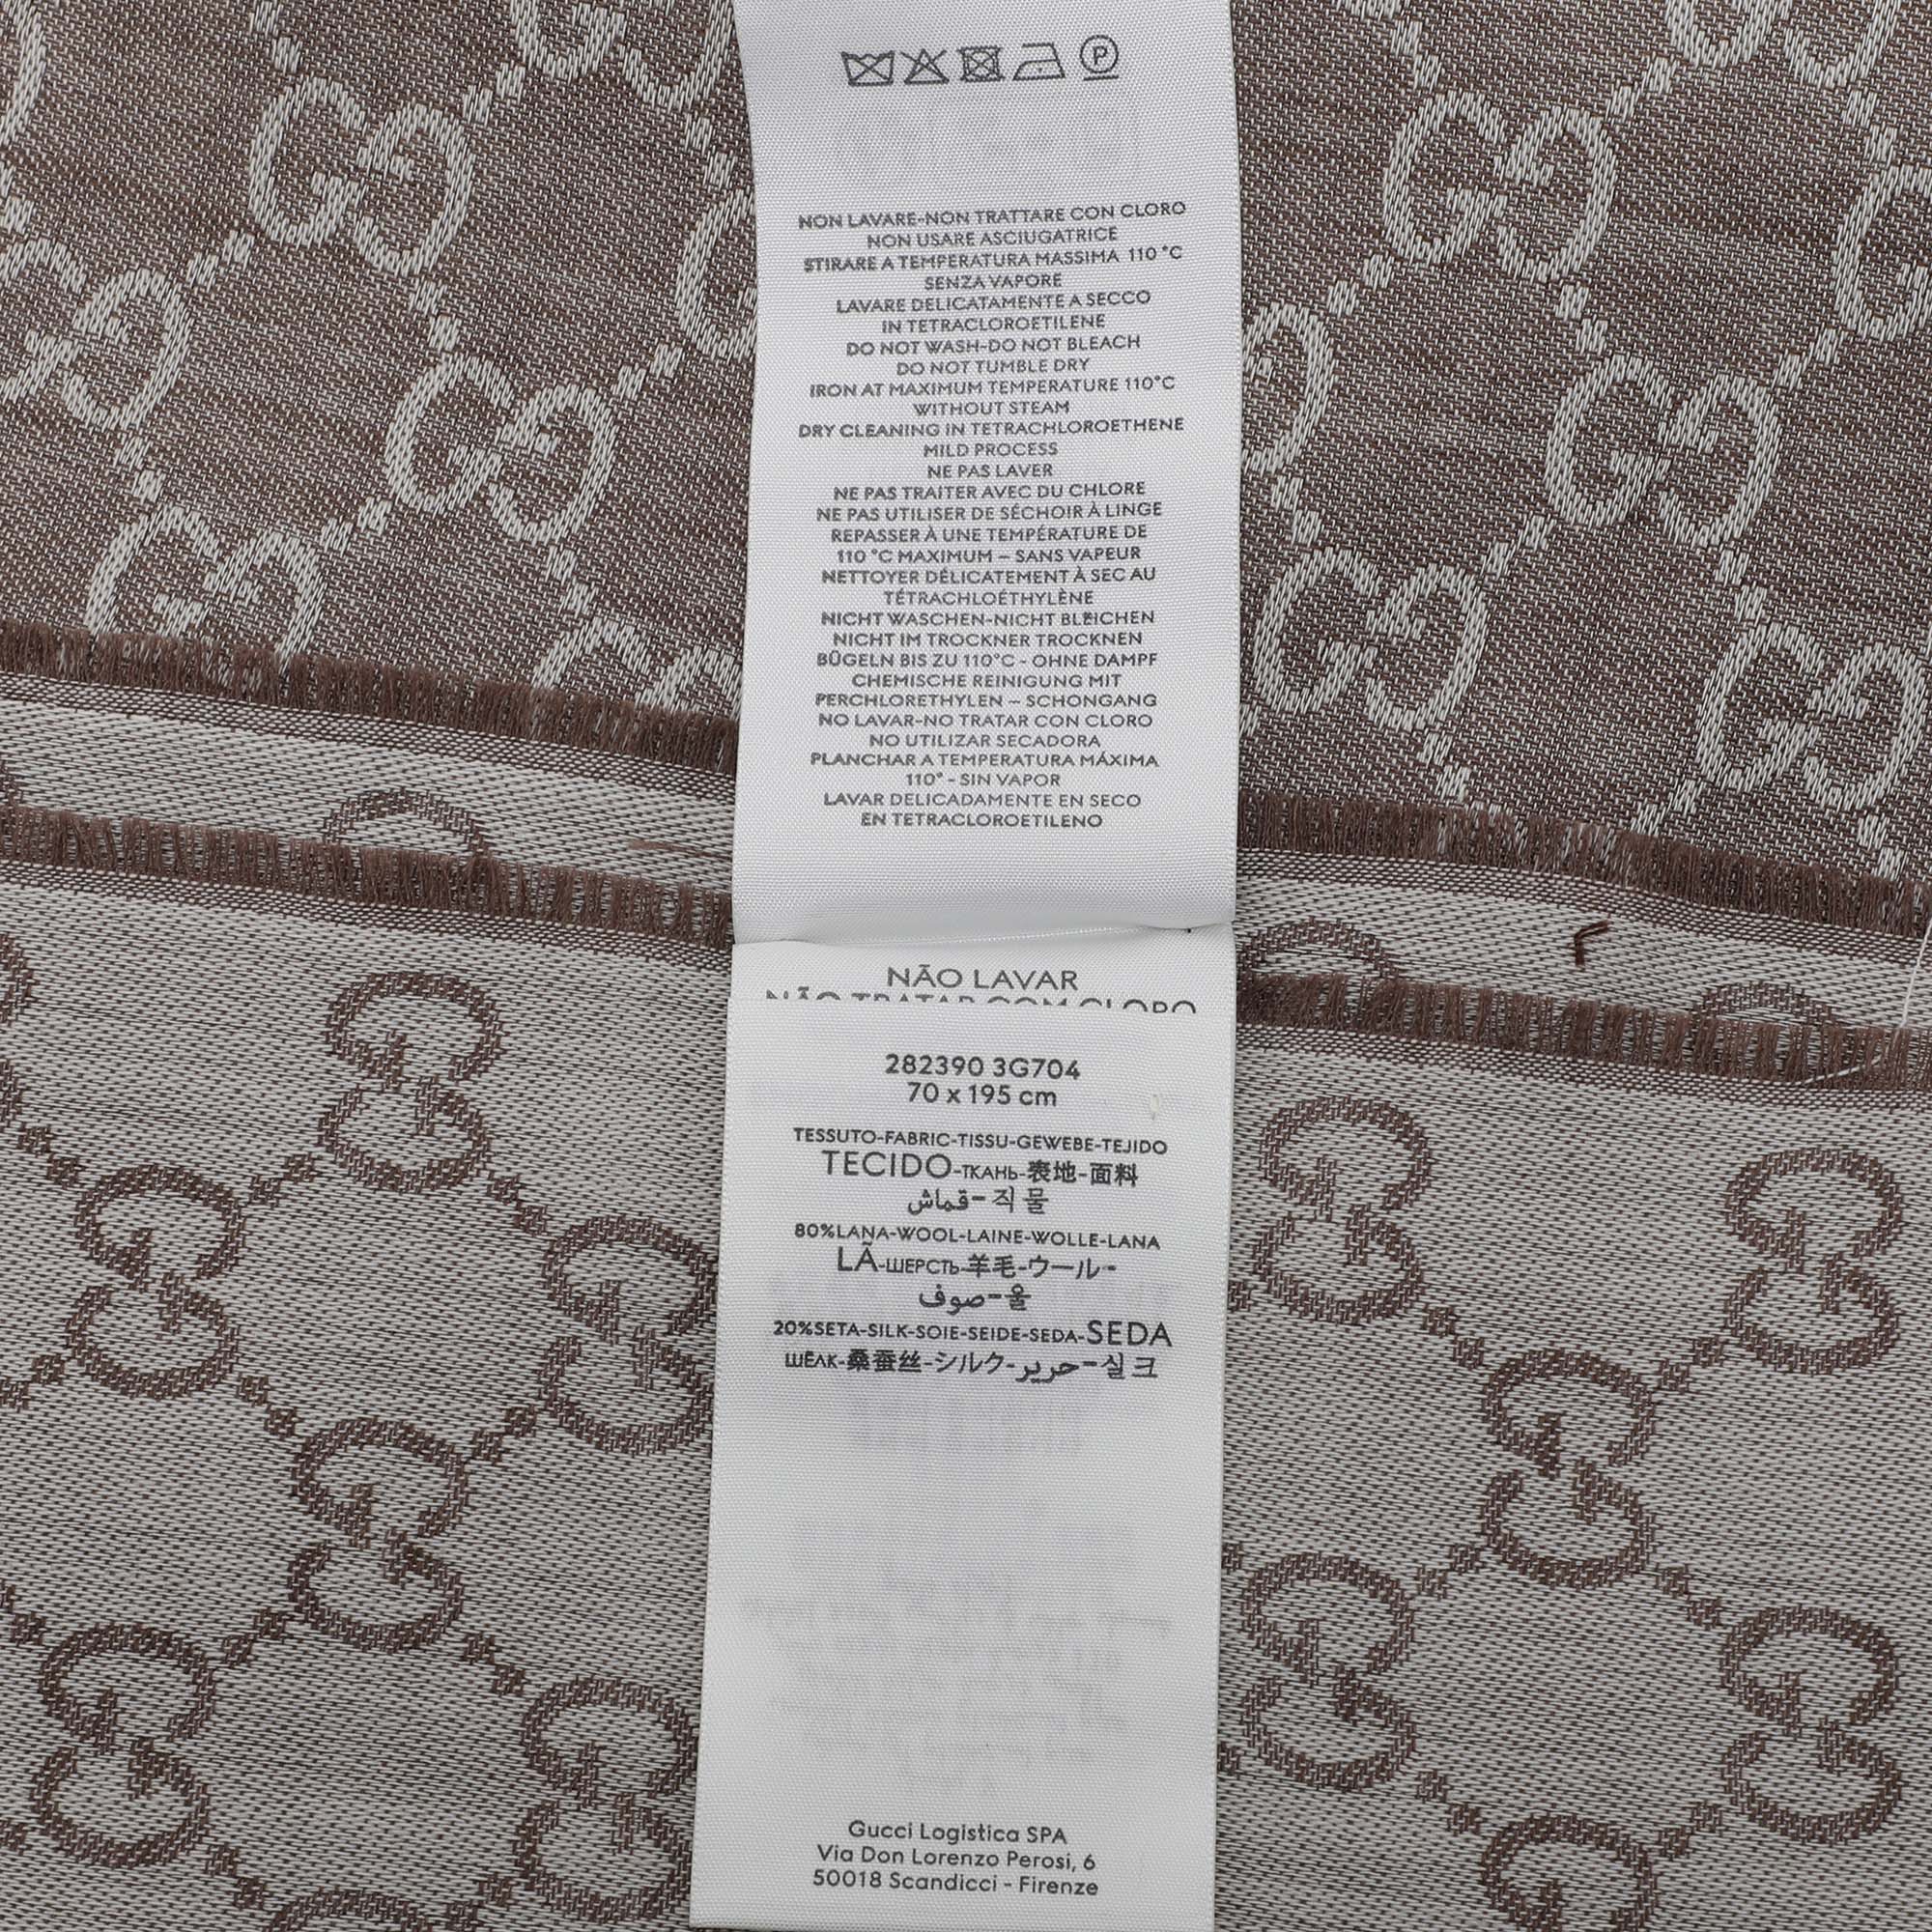 P
NON LAVARE-NON TRATTARE CON CLORO
NON USARE ASCIUGATRICE
STIRARE A TEMPERATURA MASSIMA 110 °C
SENZA VAPORE
LAVARE DELICATAMENTE A SECCO
IN TETRACLOROETILENE
DO NOT WASH-DO NOT BLEACH
DO NOT TUMBLE DRY
IRON AT MAXIMUM TEMPERATURE 110°C
WITHOUT STEAM
DRY CLEANING IN TETRACHLOROETHENE
MILD PROCESS
NE PAS LAVER
NE PAS TRAITER AVEC DU CHLORE
NE PAS UTILISER DE SÉCHOIR À LINGE
REPASSER À UNE TEMPÉRATURE DE
110 °C MAXIMUM – SANS VAPEUR
NETTOYER DÉLICATEMENT À SEC AU
TÉTRACHLOÉTHYLÈNE
NICHT WASCHEN-NICHT BLEICHEN
NICHT IM TROCKNER TROCKNEN
BÜGELN BIS ZU 110°C - OHNE DAMPF
CHEMISCHE REINIGUNG MIT
PERCHLORETHYLEN – SCHONGANG
NO LAVAR-NO TRATAR CON CLORO
NO UTILIZAR SECADORA
PLANCHAR A TEMPERATURA MÁXIMA
110° - SIN VAPOR
LAVAR DELICADAMENTE EN SECO
EN TETRACLOROETILENO
NÃO LAVAR
NÃO TRATAR COM CLORO
282390 3G704
70 x 195 cm
TESSUTO-FABRIC-TISSU-GEWEBE-TEJIDO
TECIDO-ТКАНЬ-表地-面料
قماش-직물
80%LANA-WOOL-LAINE-WOLLE-LANA
LÃ-ШЕРСТЬ-羊毛-ウール-
صوف-울
20%SETA-SILK-SOIE-SEIDE-SEDA-SEDA
ШЁЛК-桑蚕丝-シルク-حرير-실크
Gucci Logistica SPA
Via Don Lorenzo Perosi, 6
50018 Scandicci - Firenze